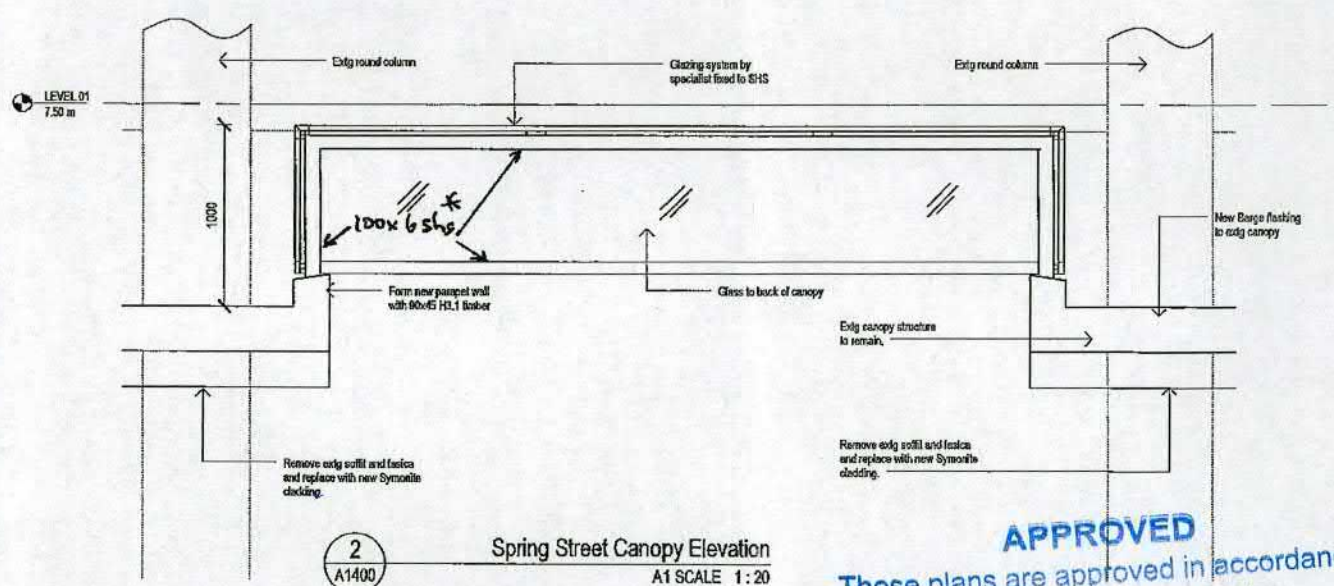 Extg round column
Glazing system by
specialist fixed to SHS
Extg round column
LEVEL 01
7.50 m
1000
100x6 shs *
New Barge flashing
to extg canopy
Form new parapet wall
with 90x45 H3.1 timber
Glass to back of canopy
Extg canopy structure
to remain.
Remove extg soffit and fascia
and replace with new Symonite
cladding.
Remove extg soffit and fascia
and replace with new Symonite
cladding.
2
A1400
Spring Street Canopy Elevation
A1 SCALE 1 : 20
APPROVED
These plans are approved in accordan